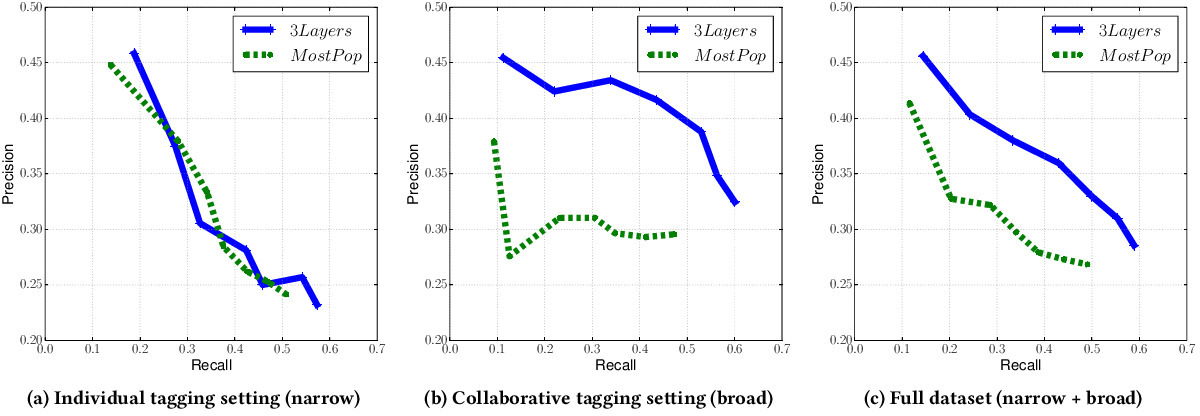 0.50
0.45
0.40
0.35
0.30
0.25
0.20
Precision
0.0 0.1 0.2 0.3 0.4 0.5 0.6 0.7
Recall
3Layers
MostPop
(a) Individual tagging setting (narrow)
0.50
0.45
0.40
0.35
0.30
0.25
0.20
Precision
0.0 0.1 0.2 0.3 0.4 0.5 0.6 0.7
Recall
3Layers
MostPop
(b) Collaborative tagging setting (broad)
0.50
0.45
0.40
0.35
0.30
0.25
0.20
Precision
0.0 0.1 0.2 0.3 0.4 0.5 0.6 0.7
Recall
3Layers
MostPop
(c) Full dataset (narrow + broad)